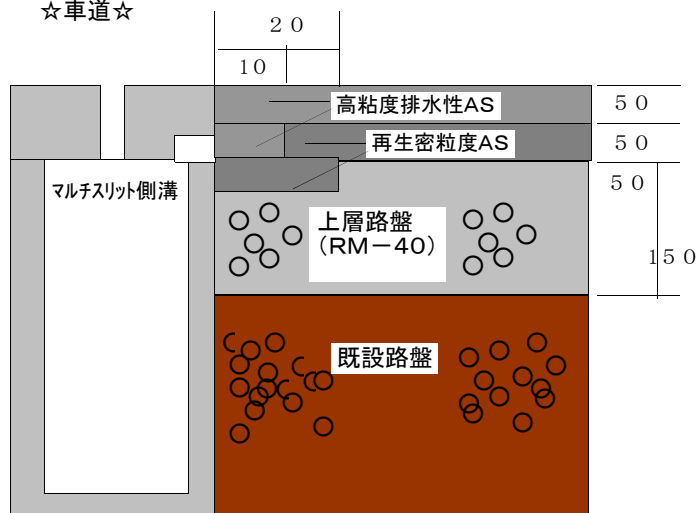 ☆車道☆
２０
１０
高粘度排水性AS
５０
再生密粒度AS
５０
マルチスリット側溝
５０
上層路盤
（RM－40）
１５０
既設路盤